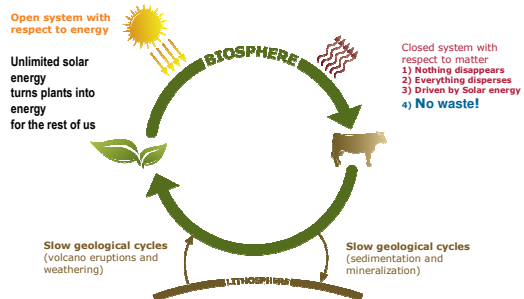 Open system with
respect to energy
Unlimited solar
energy
turns plants into
energy
for the rest of us
BIOSPHERE
Closed system with
respect to matter
1) Nothing disappears
2) Everything disperses
3) Driven by Solar energy
4) No waste!
Slow geological cycles
(volcano eruptions and
weathering)
LITHOSPHERE
Slow geological cycles
(sedimentation and
mineralization)